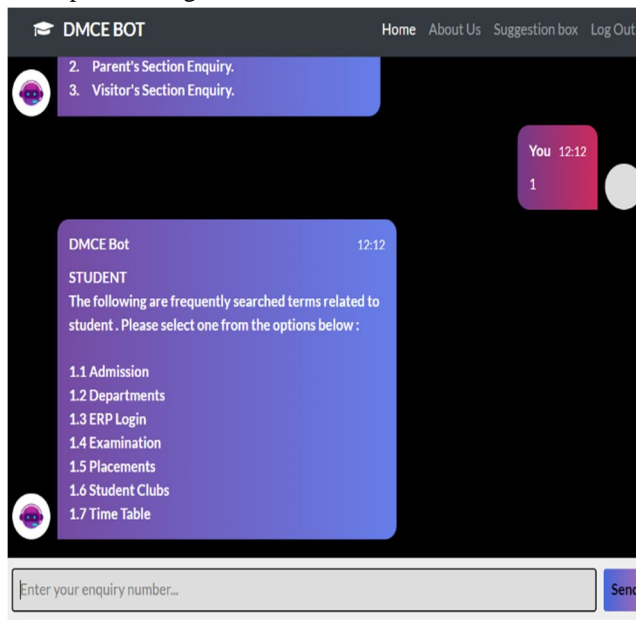 DMCE BOT
Home About Us Suggestion box Log Out
2. Parent's Section Enquiry.
3. Visitor's Section Enquiry.
You 12:12
1
DMCE Bot 12:12
STUDENT
The following are frequently searched terms related to
student . Please select one from the options below :
1.1 Admission
1.2 Departments
1.3 ERP Login
1.4 Examination
1.5 Placements
1.6 Student Clubs
1.7 Time Table
Enter your enquiry number...
Send